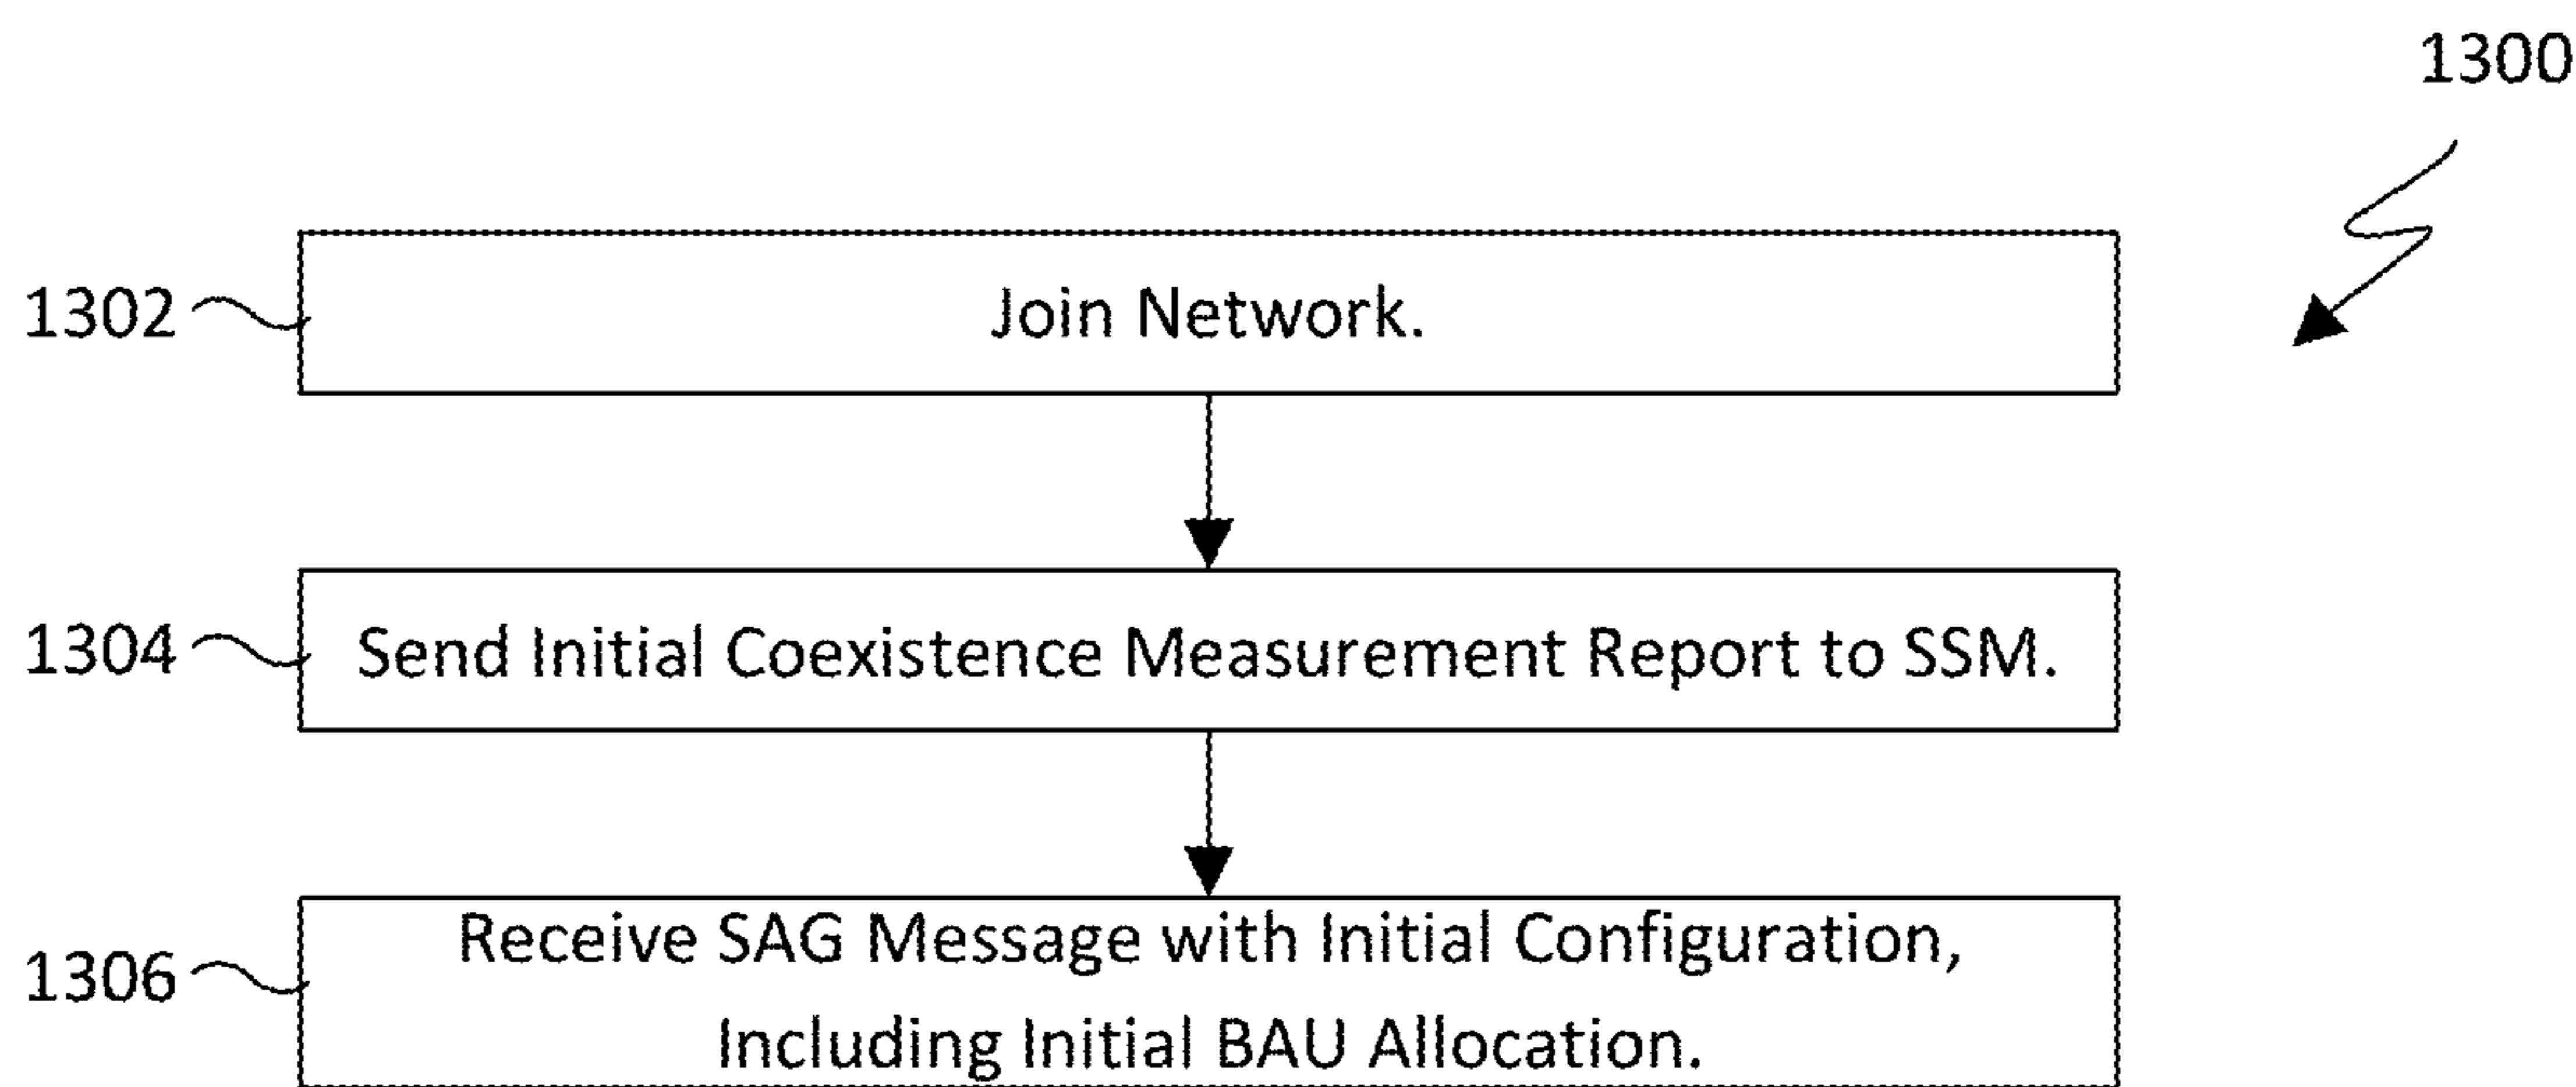 1300
1302
Join Network.
1304
Send Initial Coexistence Measurement Report to SSM.
1306
Receive SAG Message with Initial Configuration,
Including Initial BAU Allocation.